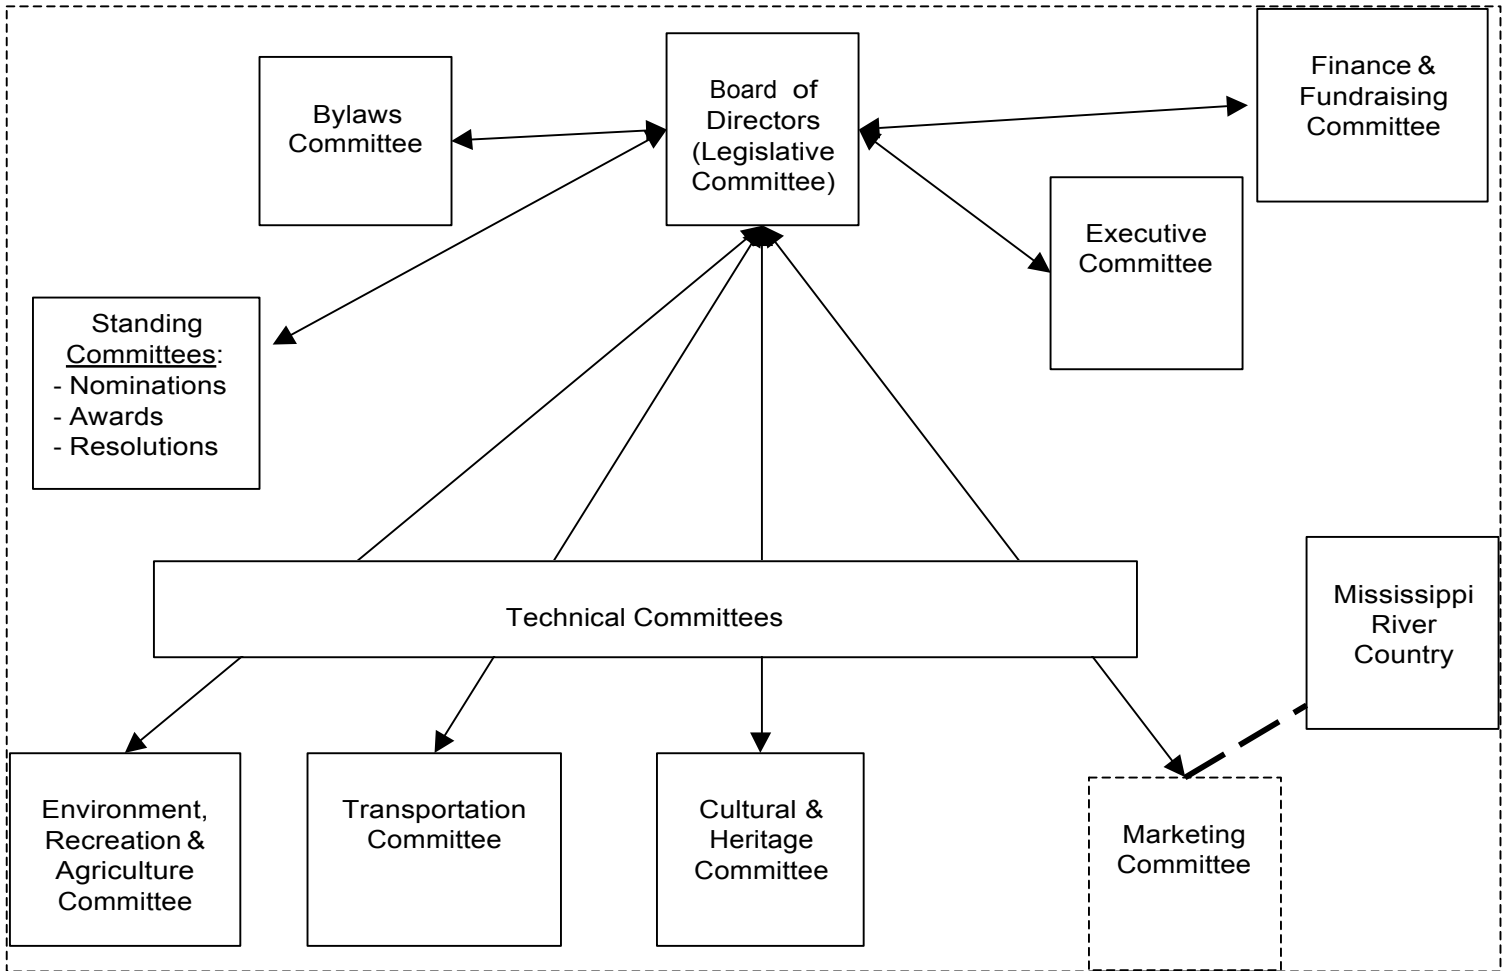 Board of
Directors
(Legislative
Committee)
Finance &
Fundraising
Committee
Bylaws
Committee
Executive
Committee
Standing
Committees:
- Nominations
- Awards
- Resolutions
Technical Committees
Mississippi
River
Country
Environment,
Recreation &
Agriculture
Committee
Transportation
Committee
Cultural &
Heritage
Committee
Marketing
Committee